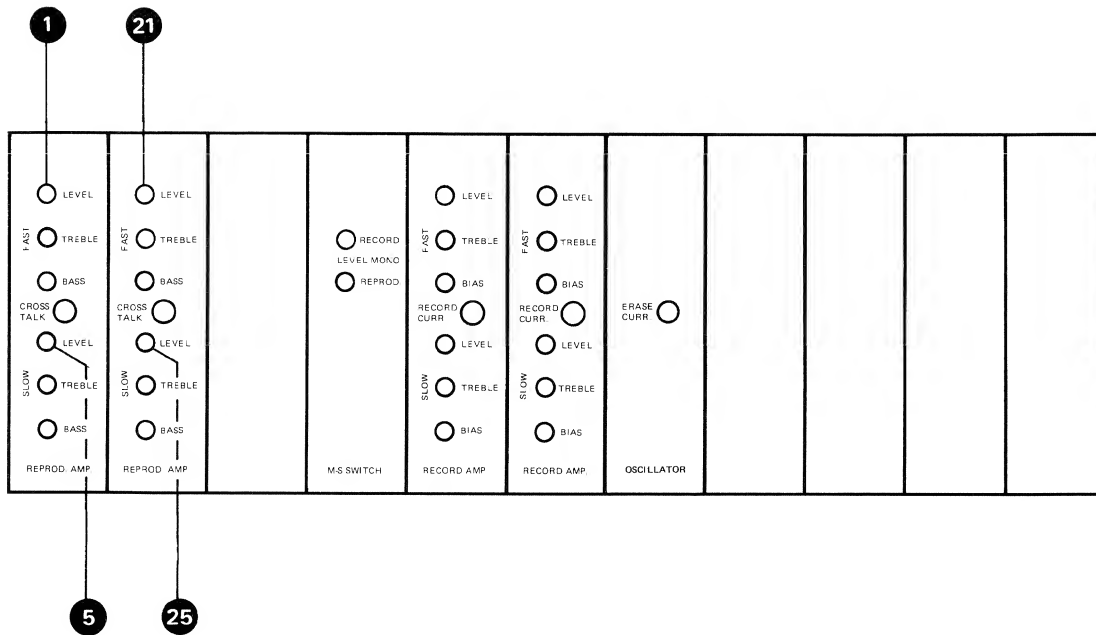 1
21
LEVEL
FAST
TREBLE
BASS
CROSS
TALK
LEVEL
SLOW
TREBLE
BASS
REPROD. AMP
LEVEL
FAST
TREBLE
BASS
CROSS
TALK
LEVEL
SLOW
TREBLE
BASS
REPROD AMP
RECORD
LEVEL MONO
REPROD.
M-S SWITCH
LEVEL
FAST
TREBLE
BIAS
RECORD
CURR
LEVEL
SLOW
TREBLE
BIAS
RECORD AMP
LEVEL
FAST
TREBLE
BIAS
RECORD
CURR.
LEVEL
SLOW
TREBLE
BIAS
RECORD AMP.
ERASE
CURR.
OSCILLATOR
5
25